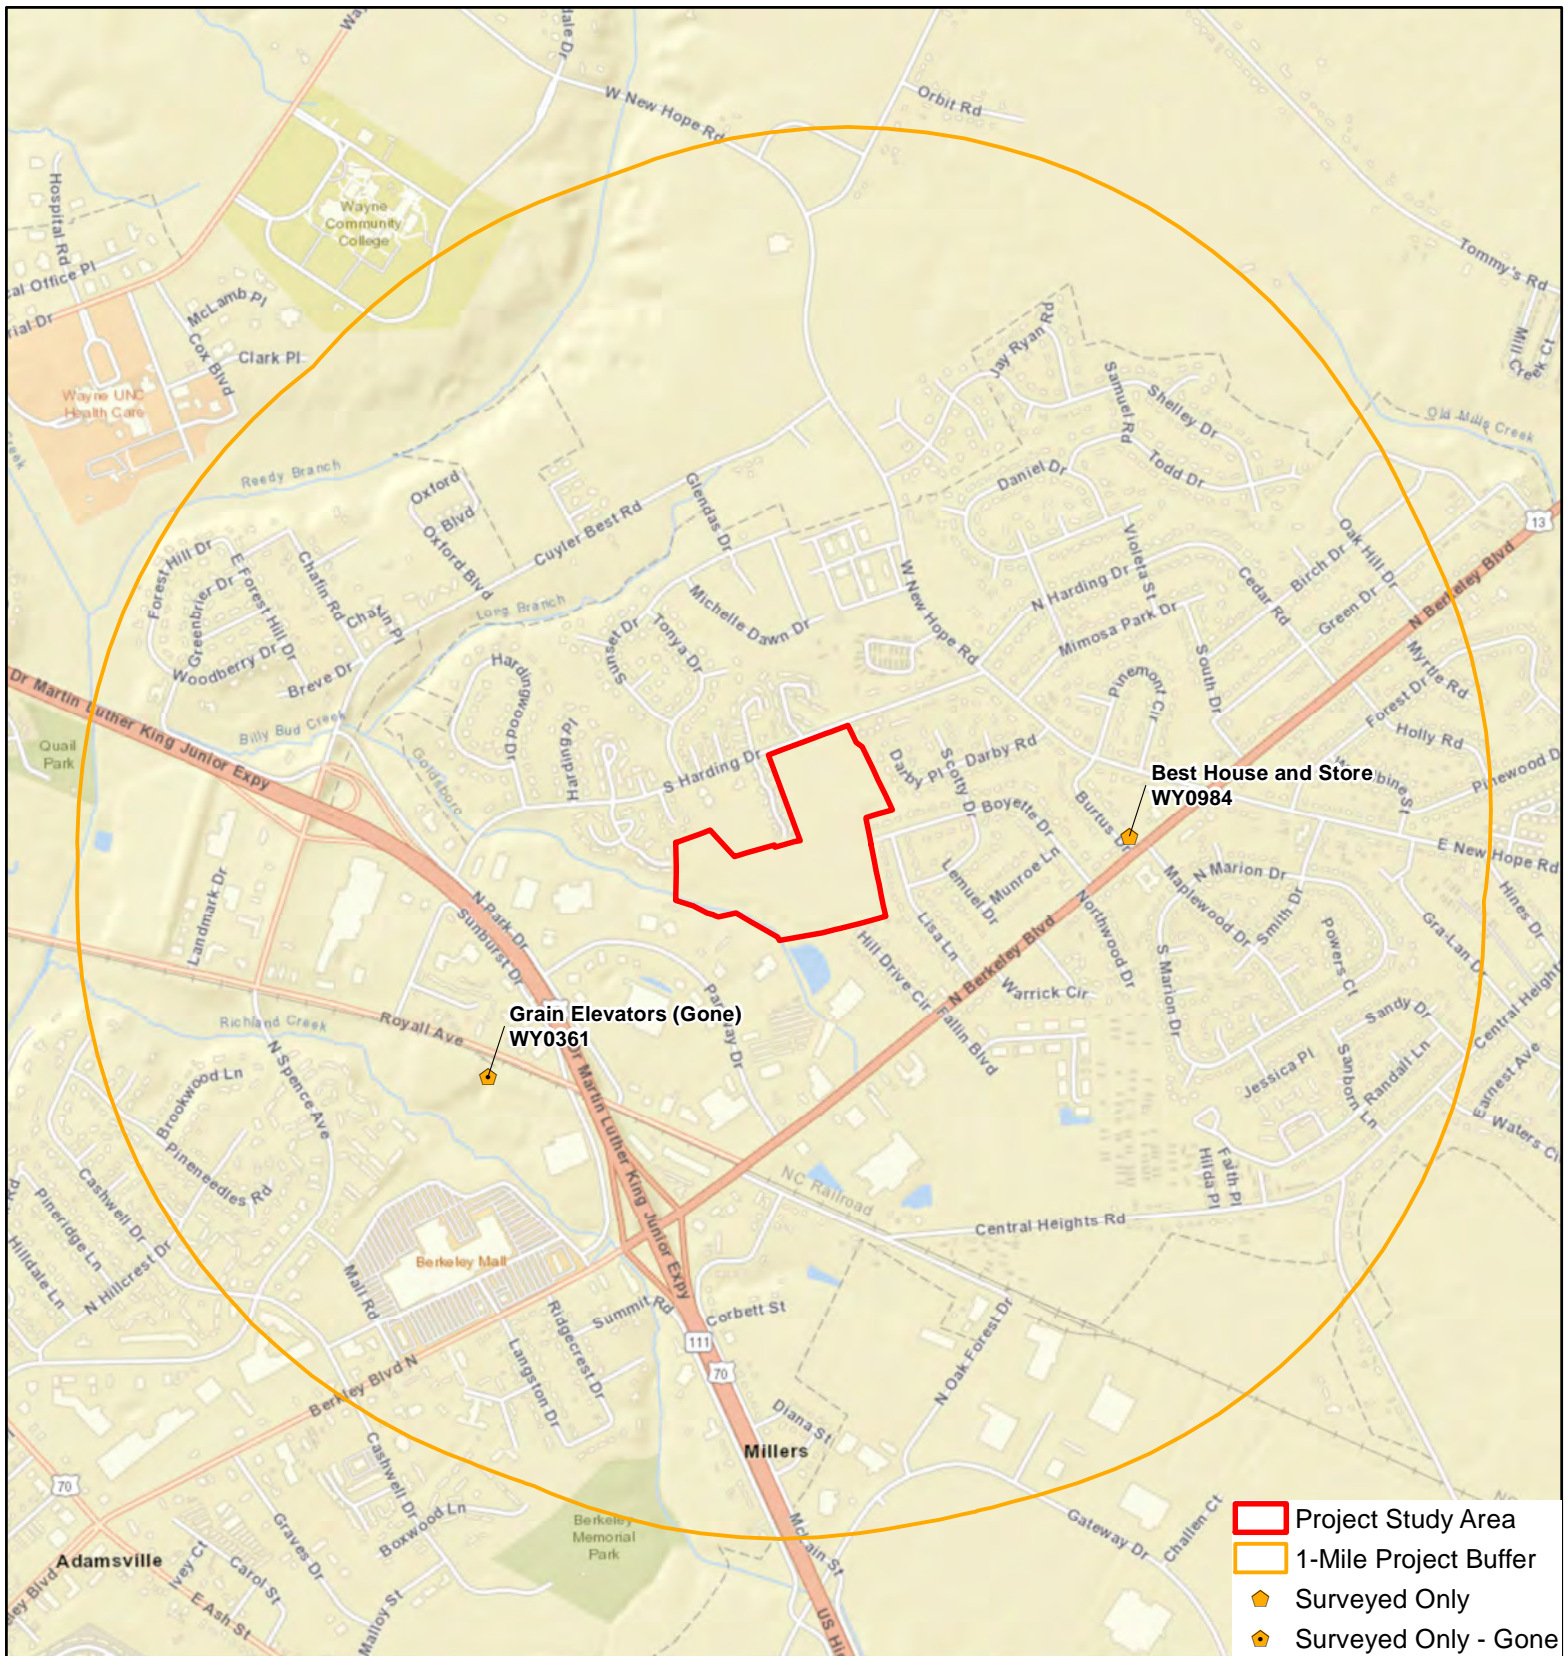 W New Hope Rd
Orbit Rd
Wayne
Community
College
Hospital Rd
Tommy's Rd
McLamb Pl
Cox Blvd
Clark Pl
Mill
Creek Ct
Wayne UNC
Health Care
Jay Ryan Rd
Samuel Rd
Shelley Dr
Todd Dr
Old Mills Creek
Reedy Branch
Oxford
O Blvd
Oxford Blvd
Glendas Dr
Cuyler Best Rd
Daniel Dr
13
Forest Hill Dr
Greenbrier Dr
E Forest Hill Dr
Chafin Rd
Chafin Pl
Long Branch
Michelle Dawn Dr
W New Hope Rd
N Harding Dr
Violeta St
Cedar Rd
Birch Dr
Oak Hill Dr
Green Dr
N Berkeley Blvd
Woodberry Dr
Breve Dr
Sunset Dr
Tonya Dr
Mimosa Park Dr
South Dr
Pinemont Cir
Myrtle Rd
Forest Dr
Holly Rd
Hardingwood Dr
Harding Pl
Dr Martin Luther King Junior Expy
Billy Bud Creek
Quail
Park
Goldsboro
S Harding Dr
Darby Pl
Scotty Dr
Darby Rd
Boyette Dr
Burtus Dr
Best House and Store
WY0984
Pinewood D
E New Hope Rd
Landmark Dr
N Park Dr
Sunburst Dr
Lemuel Dr
Munroe Ln
Lisa Ln
Northwood Dr
Maplewood Dr
N Marion Dr
Smith Dr
Powers Ct
Gra-Lan Dr
Hines Dr
Hill Drive Cir
N Berkeley Blvd
Warrick Cir
Fallin Blvd
S Marion Dr
Central Height
Central Heights
Sandy Dr
Richland Creek
Royall Ave
Grain Elevators (Gone)
WY0361
Parkway Dr
N Spence Ave
Brookwood Ln
Jessica Pl
Sanborn Ln
Randall Ln
Earnest Ave
E Waters Ci
Pineneedles Rd
Cashwell Dr
Pineridge Ln
Hilldale Ln
N Hillcrest Dr
Dr Martin Luther King Junior Expy
NC Railroad
Hilda Pl
Faith Pl
Central Heights Rd
Berkeley Mall
Mall Rd
Summit Rd
Corbett St
Ridgecrest Dr
Langston Dr
111
70
N Oak Forest Dr
Berkley Blvd N
Diana St
Millers
Cashwell Dr
70
Graves Dr
Boxwood Ln
Berkeley
Memorial
Park
McLain St
Gateway Dr
Challen Ct
Adamsville
Ivey Ct
Carol St
E Ash St
Malloy St
US Hi
Project Study Area
1-Mile Project Buffer
Surveyed Only
Surveyed Only - Gone